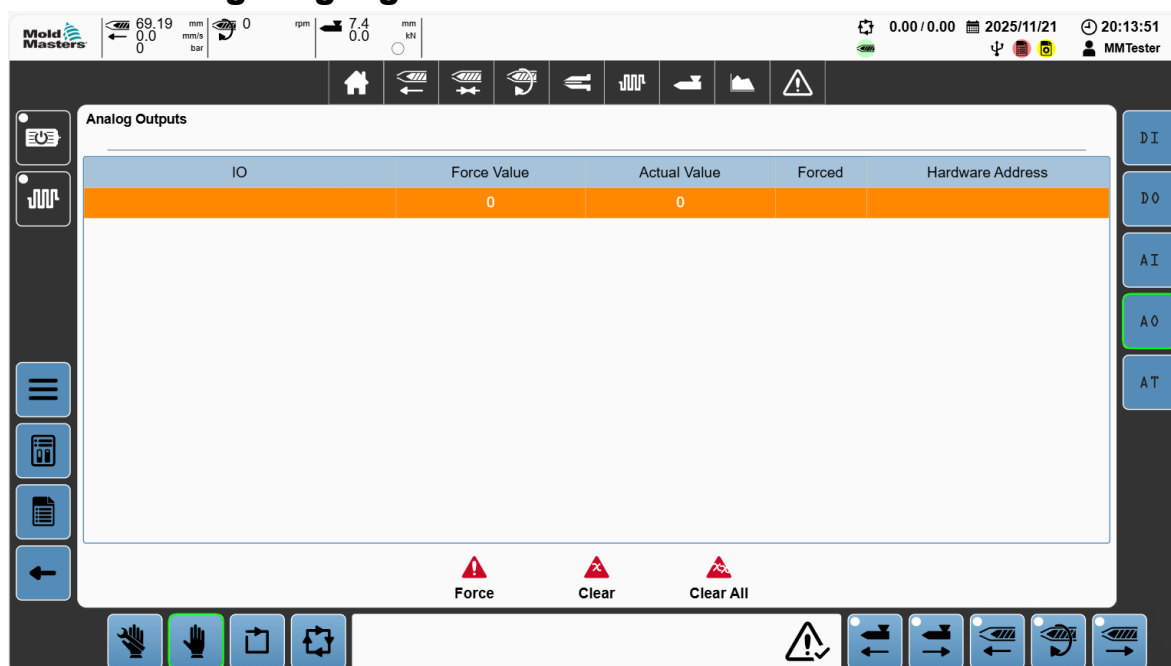 Mold
Masters
69.19 mm
0.0 mm/s
0 bar
0 rpm
7.4 mm
0.0 kN
0.00 / 0.00
2025/11/21
20:13:51
MMTester
Analog Outputs
IO Force Value Actual Value Forced Hardware Address
0 0
DI
DO
AI
AO
AT
Force Clear Clear All